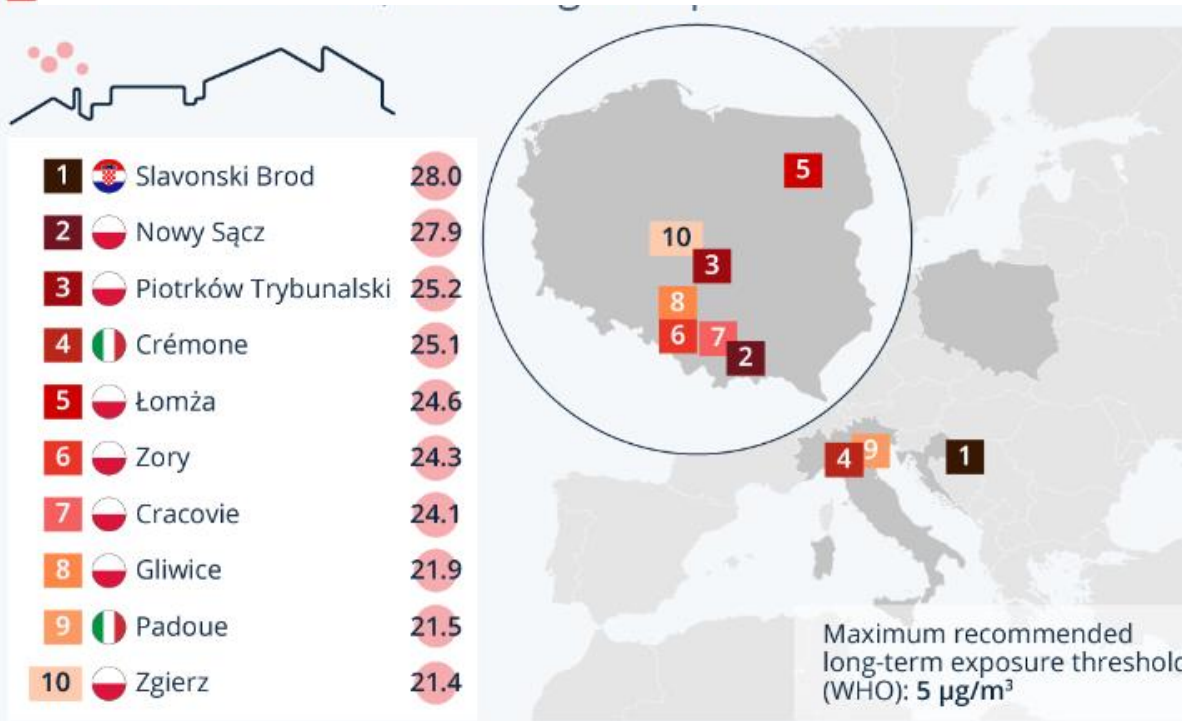 1 Slavonski Brod 28.0
2 Nowy Sącz 27.9
3 Piotrków Trybunalski 25.2
4 Crémone 25.1
5 Łomża 24.6
6 Zory 24.3
7 Cracovie 24.1
8 Gliwice 21.9
9 Padoue 21.5
10 Zgierz 21.4
5
10
3
8
6 7
2
4 9 1
Maximum recommended
long-term exposure threshold
(WHO): 5 µg/m³